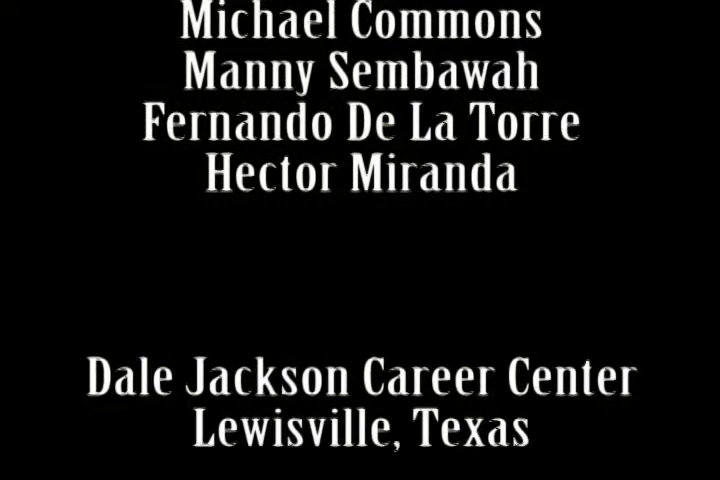 Michael Commons
Manny Sembawah
Fernando De La Torre
Hector Miranda
Dale Jackson Career Center
Lewisville, Texas